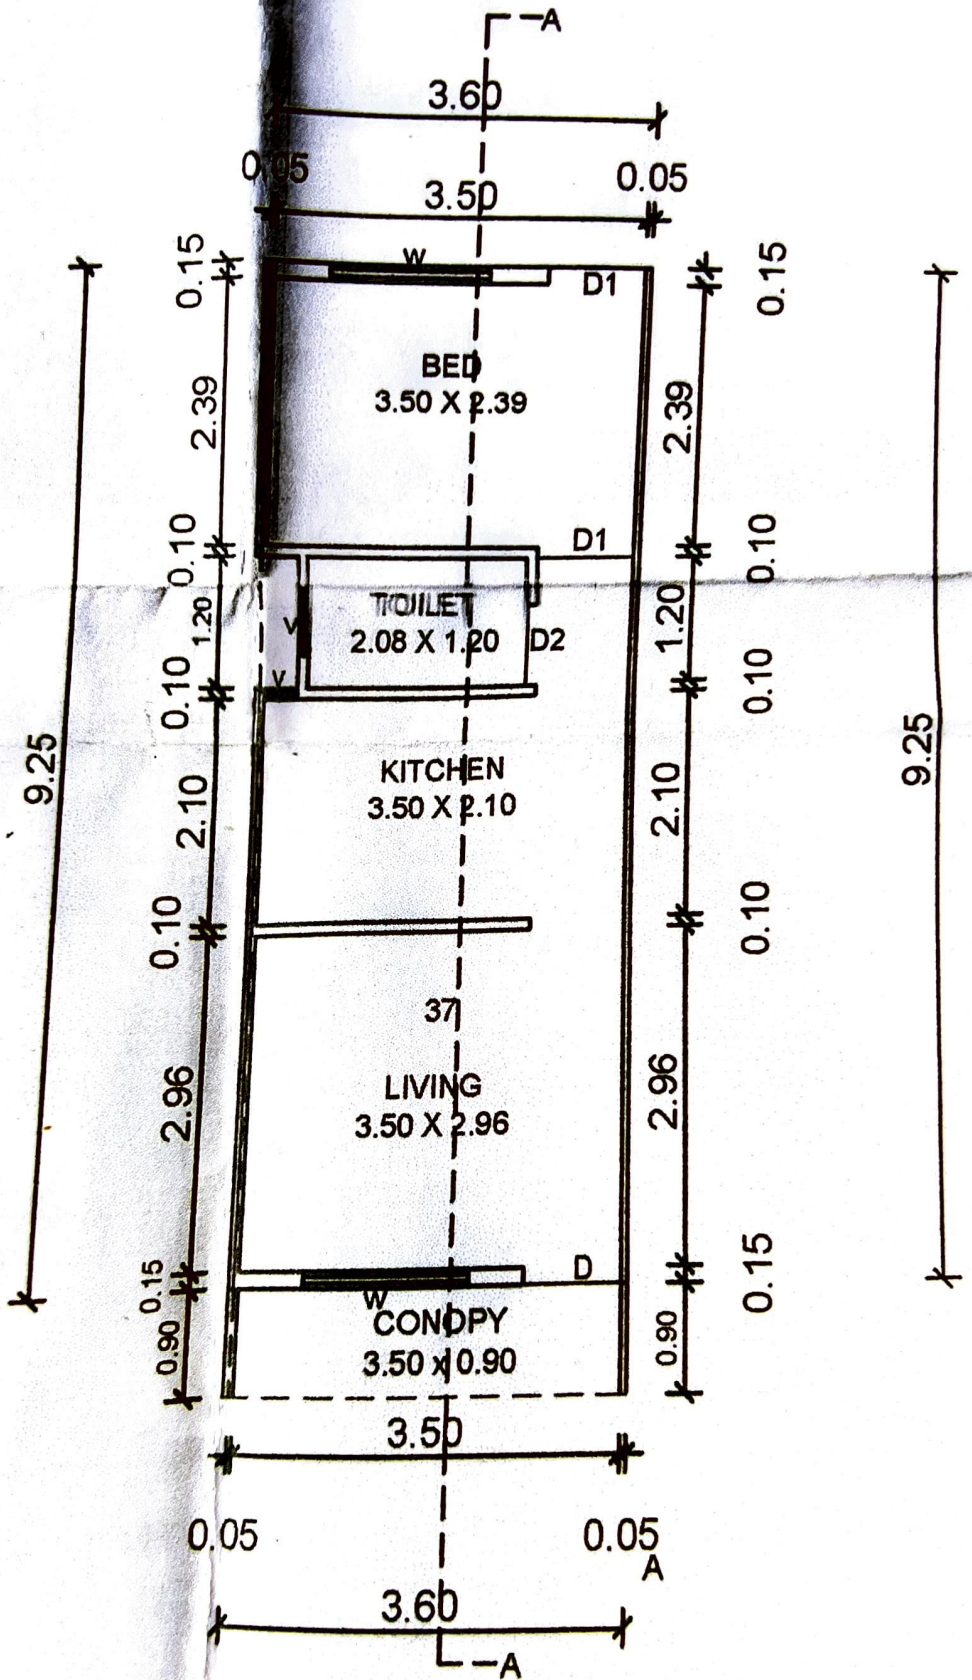 A
3.60
0.05
3.50
0.05
0.15
W
D1
0.15
BED
3.50 X 2.39
2.39
2.39
9.25
9.25
0.10
D1
0.10
TOILET
2.08 X 1.20
1.20
V
D2
1.20
V
0.10
0.10
KITCHEN
3.50 X 2.10
2.10
2.10
0.10
0.10
37
LIVING
3.50 X 2.96
2.96
2.96
0.15
D
0.15
W
CONOPY
3.50 x 0.90
0.90
0.90
3.50
0.05
0.05
A
3.60
A